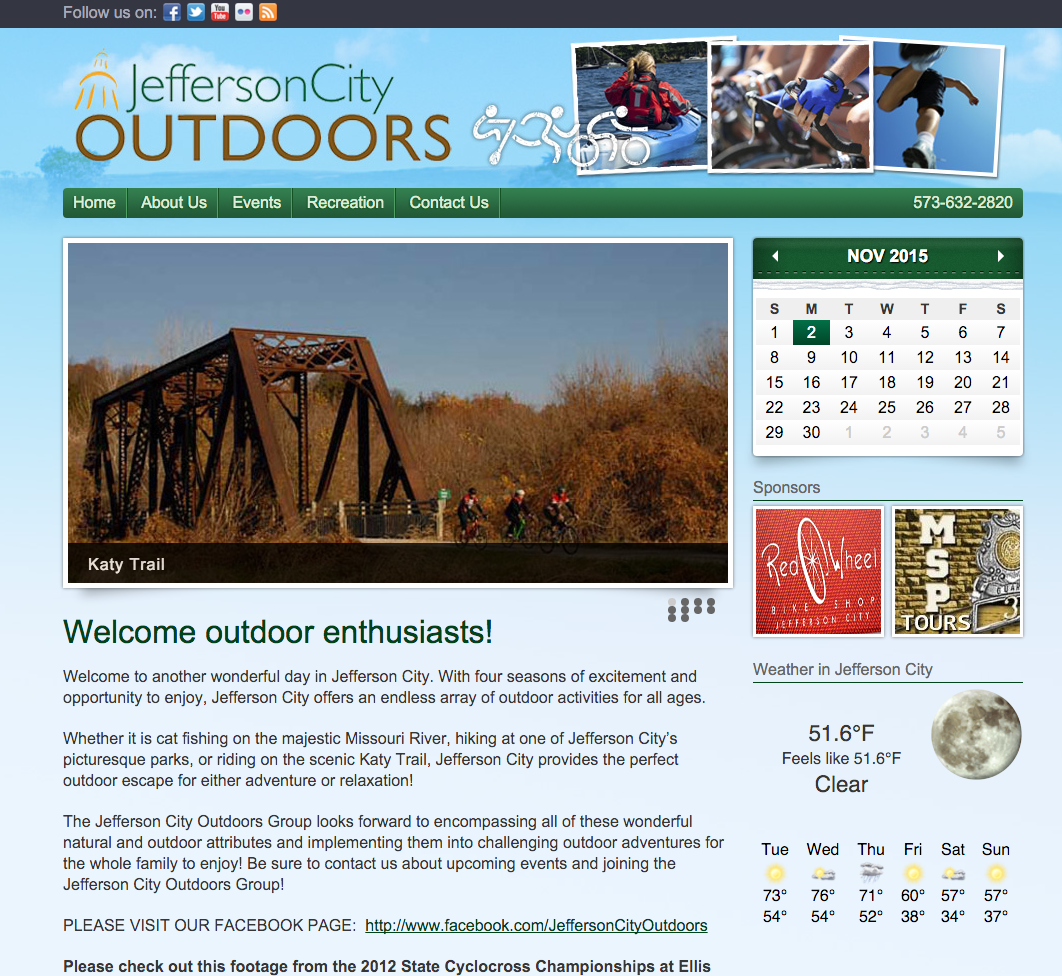 Follow us on:
You
Tube
JeffersonCity
OUTDOORS
Home About Us Events Recreation Contact Us 573-632-2820
Katy Trail
NOV 2015
S M T W T F S
1 2 3 4 5 6 7
8 9 10 11 12 13 14
15 16 17 18 19 20 21
22 23 24 25 26 27 28
29 30 1 2 3 4 5
Sponsors
Red Wheel
BIKE SHOP
JEFFERSON CITY
MSP
TOURS
Weather in Jefferson City
51.6°F
Feels like 51.6°F
Clear
Tue Wed Thu Fri Sat Sun
73° 76° 71° 60° 57° 57°
54° 54° 52° 38° 34° 37°
Welcome outdoor enthusiasts!
Welcome to another wonderful day in Jefferson City. With four seasons of excitement and
opportunity to enjoy, Jefferson City offers an endless array of outdoor activities for all ages.
Whether it is cat fishing on the majestic Missouri River, hiking at one of Jefferson City's
picturesque parks, or riding on the scenic Katy Trail, Jefferson City provides the perfect
outdoor escape for either adventure or relaxation!
The Jefferson City Outdoors Group looks forward to encompassing all of these wonderful
natural and outdoor attributes and implementing them into challenging outdoor adventures for
the whole family to enjoy! Be sure to contact us about upcoming events and joining the
Jefferson City Outdoors Group!
PLEASE VISIT OUR FACEBOOK PAGE: http://www.facebook.com/JeffersonCityOutdoors
Please check out this footage from the 2012 State Cyclocross Championships at Ellis